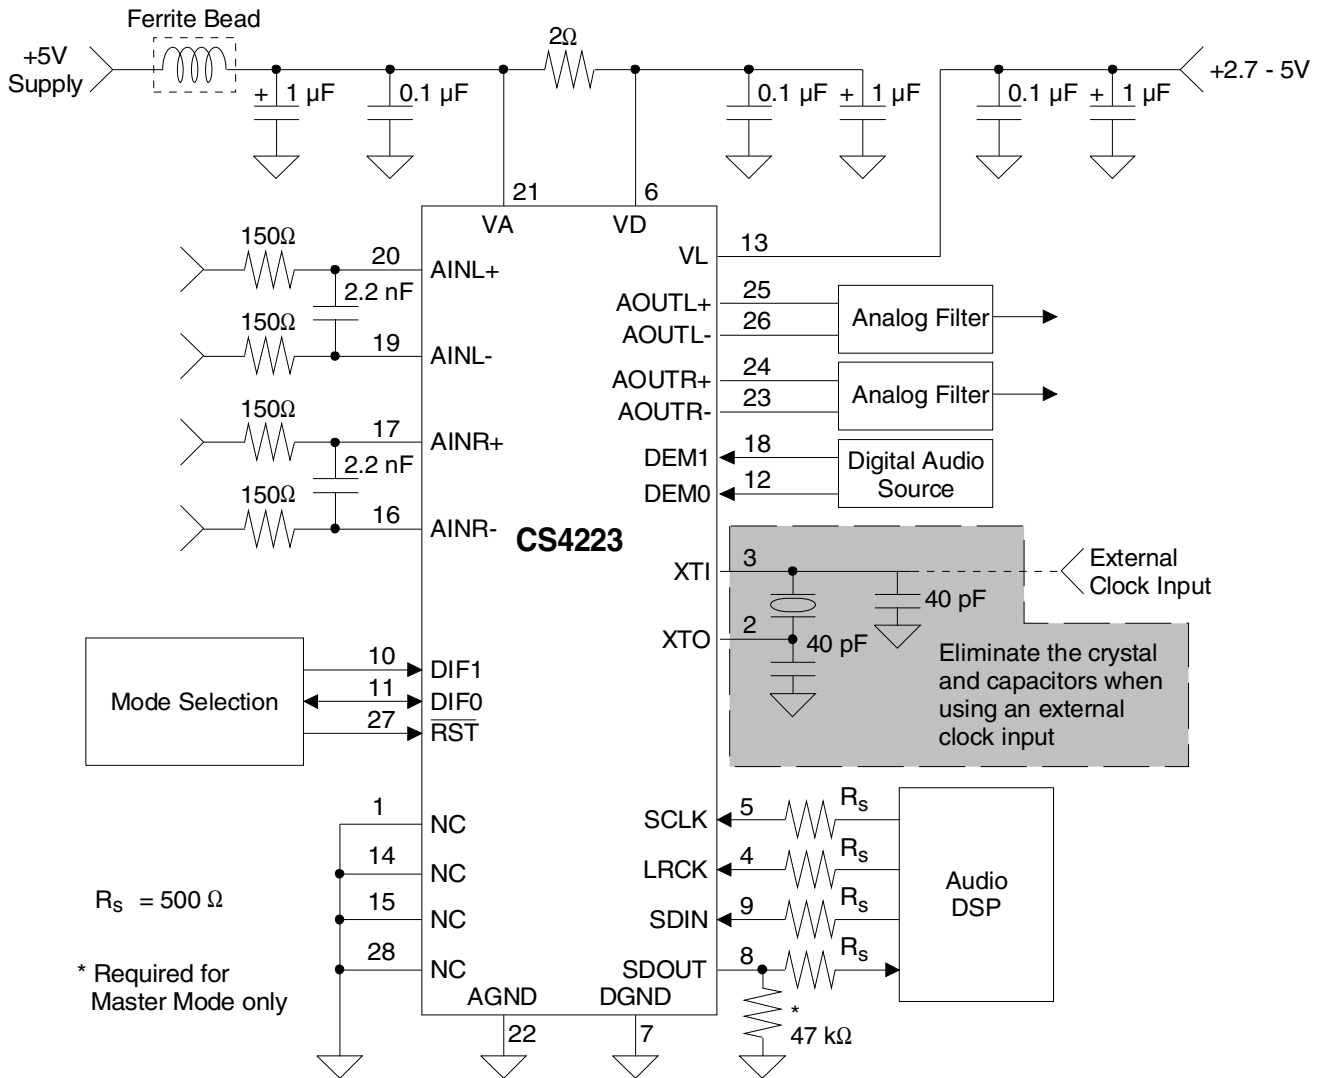 Ferrite Bead
+5V
Supply
2Ω
+2.7 - 5V
+ 1 µF
0.1 µF
0.1 µF
+ 1 µF
0.1 µF
+ 1 µF
21
6
VA
VD
150Ω
20
AINL+
2.2 nF
150Ω
19
AINL-
150Ω
17
AINR+
2.2 nF
150Ω
16
AINR-
CS4223
13
VL
25
AOUTL+
26
AOUTL-
Analog Filter
24
AOUTR+
23
AOUTR-
Analog Filter
18
DEM1
12
DEM0
Digital Audio
Source
3
XTI
External
Clock Input
40 pF
2
XTO
40 pF
Eliminate the crystal
and capacitors when
using an external
clock input
Mode Selection
10
DIF1
11
DIF0
27
RST
1
NC
14
NC
15
NC
28
NC
5
SCLK
Rs
4
LRCK
Rs
9
SDIN
Rs
8
SDOUT
Rs
Audio
DSP
*
47 kΩ
AGND
DGND
22
7
Rs = 500 Ω
* Required for
Master Mode only